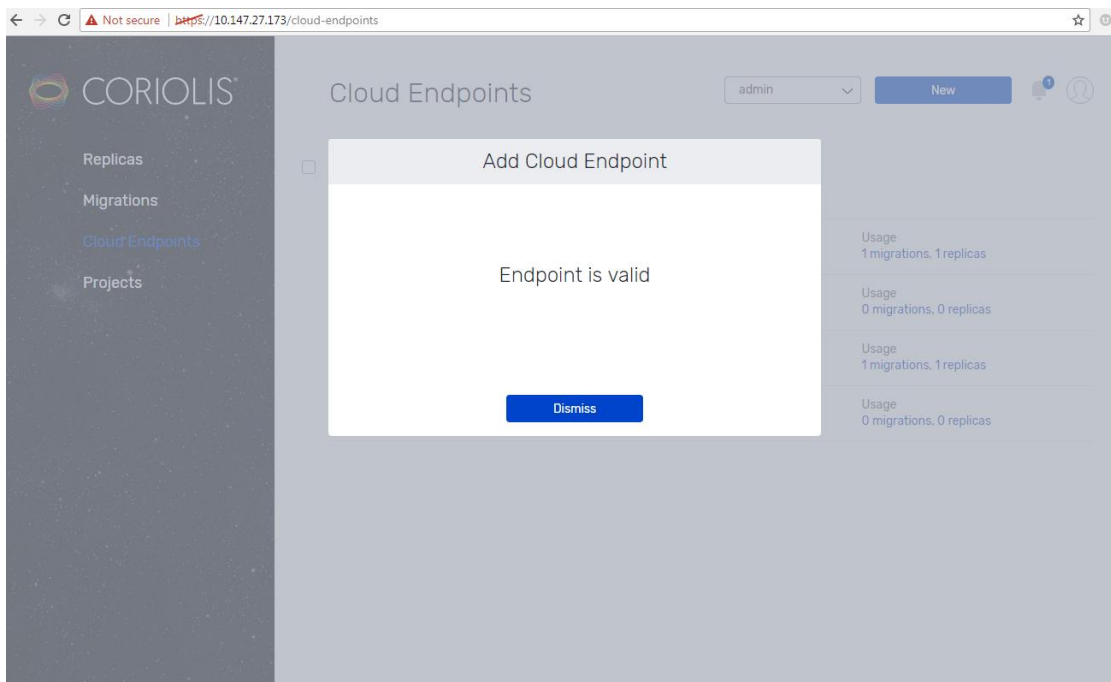 Not secure | https://10.147.27.173/cloud-endpoints
CORIOLIS®
Replicas
Migrations
Cloud Endpoints
Projects
Cloud Endpoints
admin
New
1
Add Cloud Endpoint
Endpoint is valid
Dismiss
Usage
1 migrations, 1 replicas
Usage
0 migrations, 0 replicas
Usage
1 migrations, 1 replicas
Usage
0 migrations, 0 replicas